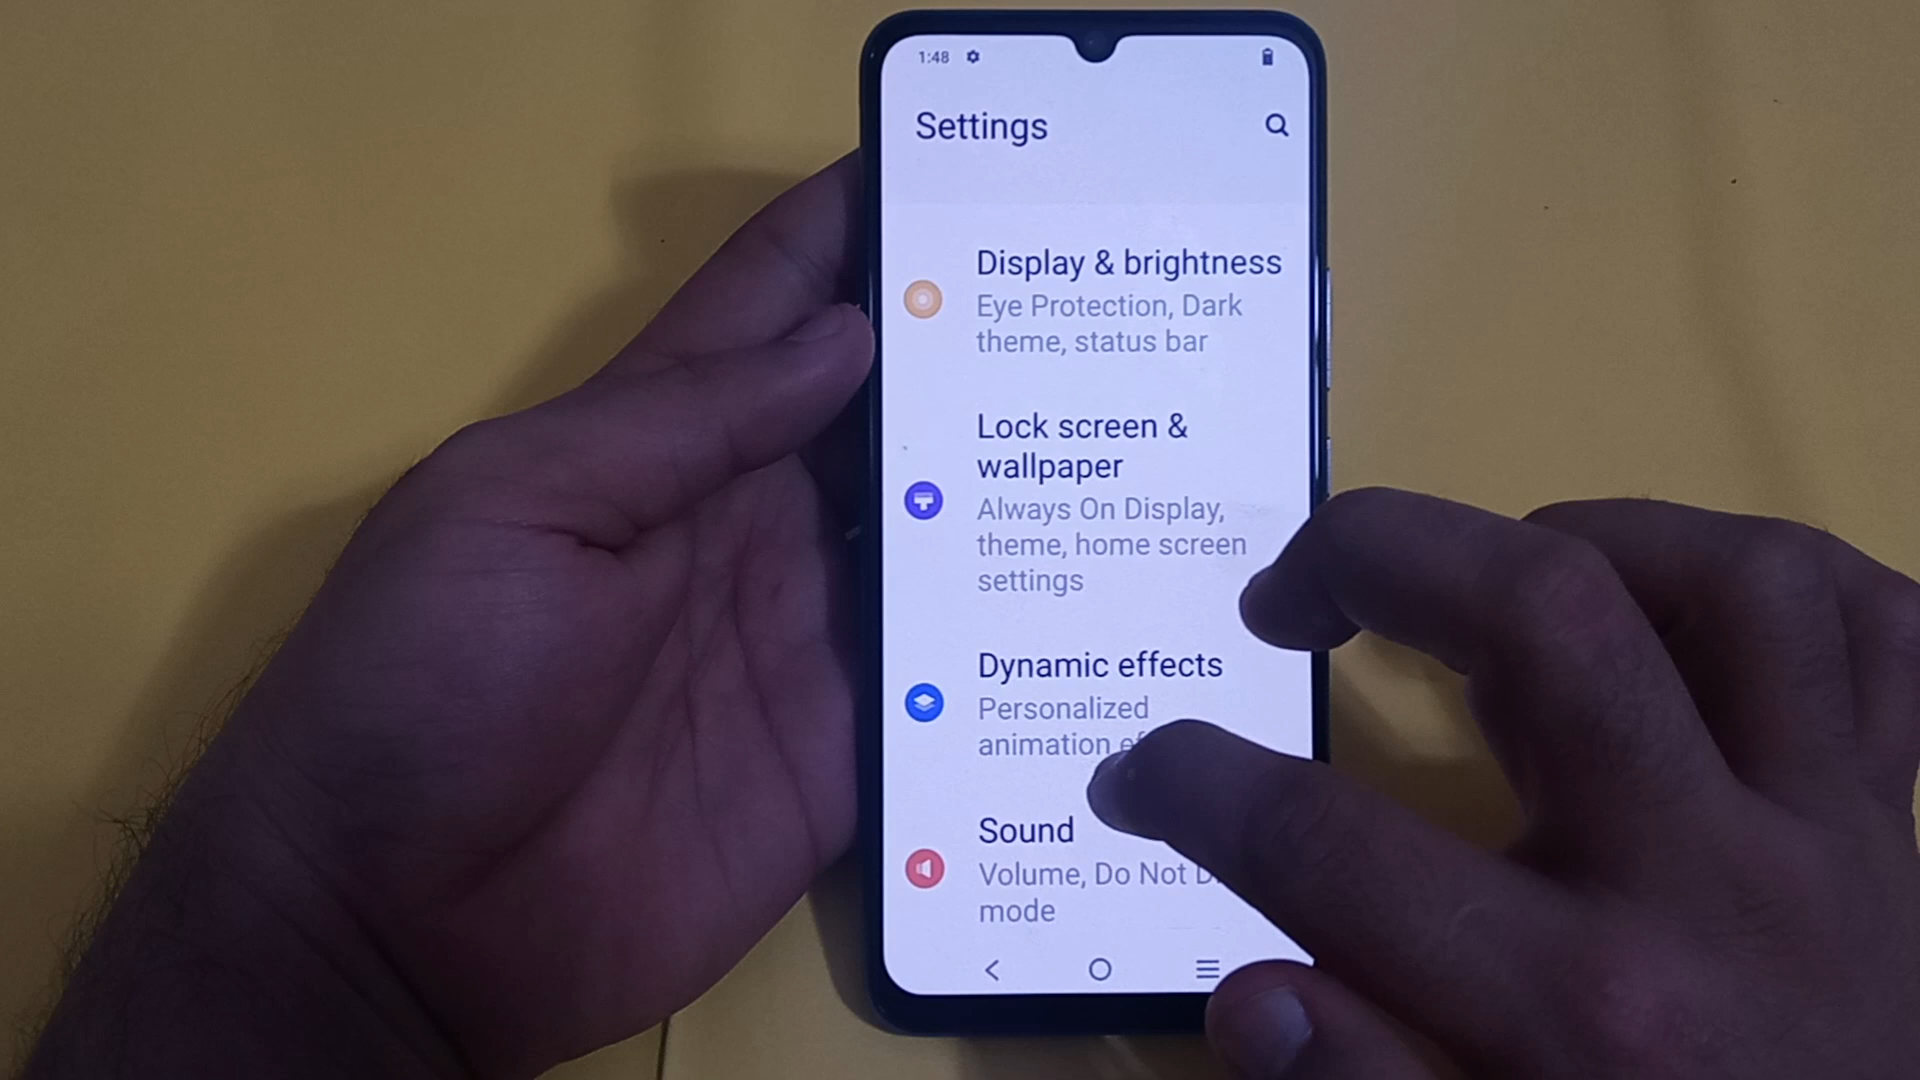 1:48
Settings
Display & brightness
Eye Protection, Dark
theme, status bar
Lock screen &
wallpaper
Always On Display,
theme, home screen
settings
Dynamic effects
Personalized
animation
Sound
Volume, Do Not
mode